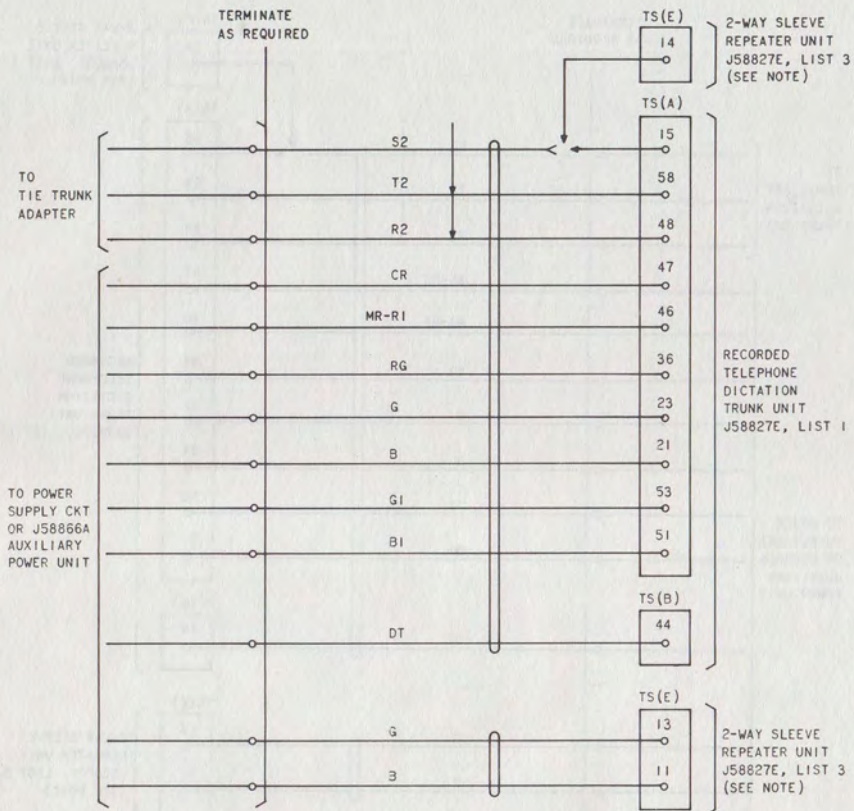 TERMINATE
AS REQUIRED
TS(E)
14
2-WAY SLEEVE
REPEATER UNIT
J58827E, LIST 3
(SEE NOTE)
TS(A)
TO
TIE TRUNK
ADAPTER
S2
15
T2
58
R2
48
CR
47
MR-R1
46
RG
36
G
23
B
21
G1
53
B1
51
RECORDED
TELEPHONE
DICTATION
TRUNK UNIT
J58827E, LIST 1
TO POWER
SUPPLY CKT
OR J58866A
AUXILIARY
POWER UNIT
TS(B)
DT
44
TS(E)
G
13
B
11
2-WAY SLEEVE
REPEATER UNIT
J58827E, LIST 3
(SEE NOTE)